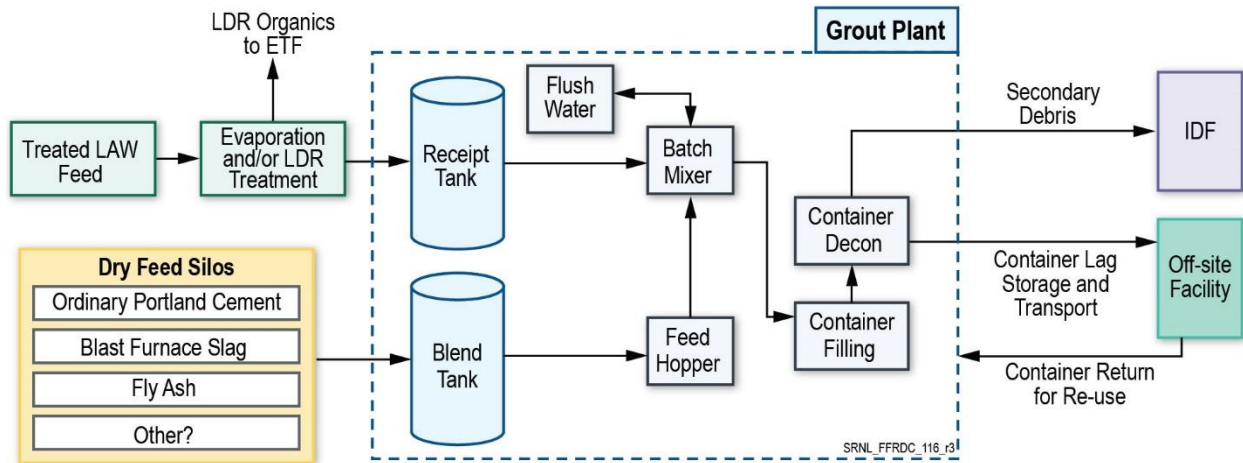 LDR Organics
to ETF
Grout Plant
Treated LAW
Feed
Evaporation
and/or LDR
Treatment
Receipt
Tank
Flush
Water
Batch
Mixer
Secondary
Debris
IDF
Dry Feed Silos
Ordinary Portland Cement
Blast Furnace Slag
Fly Ash
Other?
Blend
Tank
Feed
Hopper
Container
Decon
Container
Filling
Container Lag
Storage and
Transport
Off-site
Facility
Container Return
for Re-use
SRNL_FFRDC_116_r3